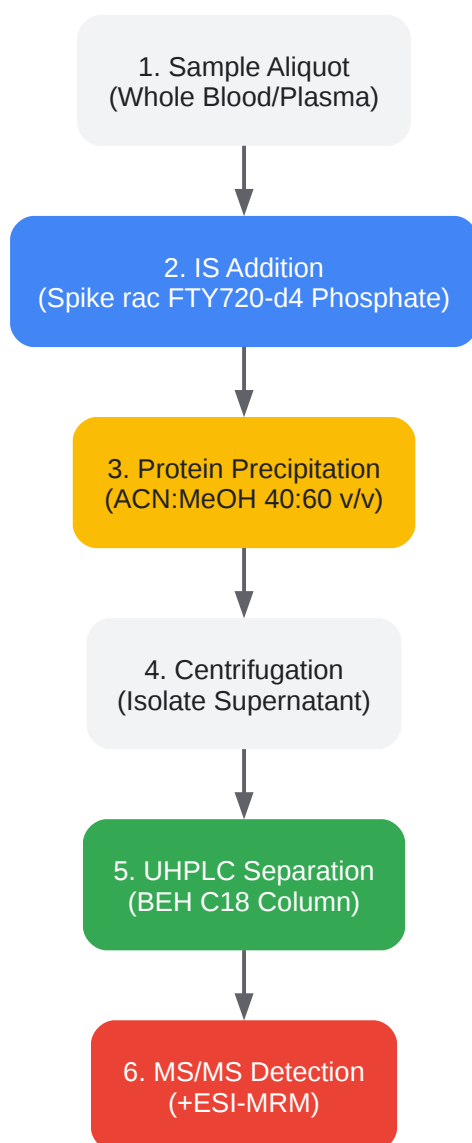 1. Sample Aliquot
(Whole Blood/Plasma)
2. IS Addition
(Spike rac FTY720-d4 Phosphate)
3. Protein Precipitation
(ACN:MeOH 40:60 v/v)
4. Centrifugation
(Isolate Supernatant)
5. UHPLC Separation
(BEH C18 Column)
6. MS/MS Detection
(+ESI-MRM)